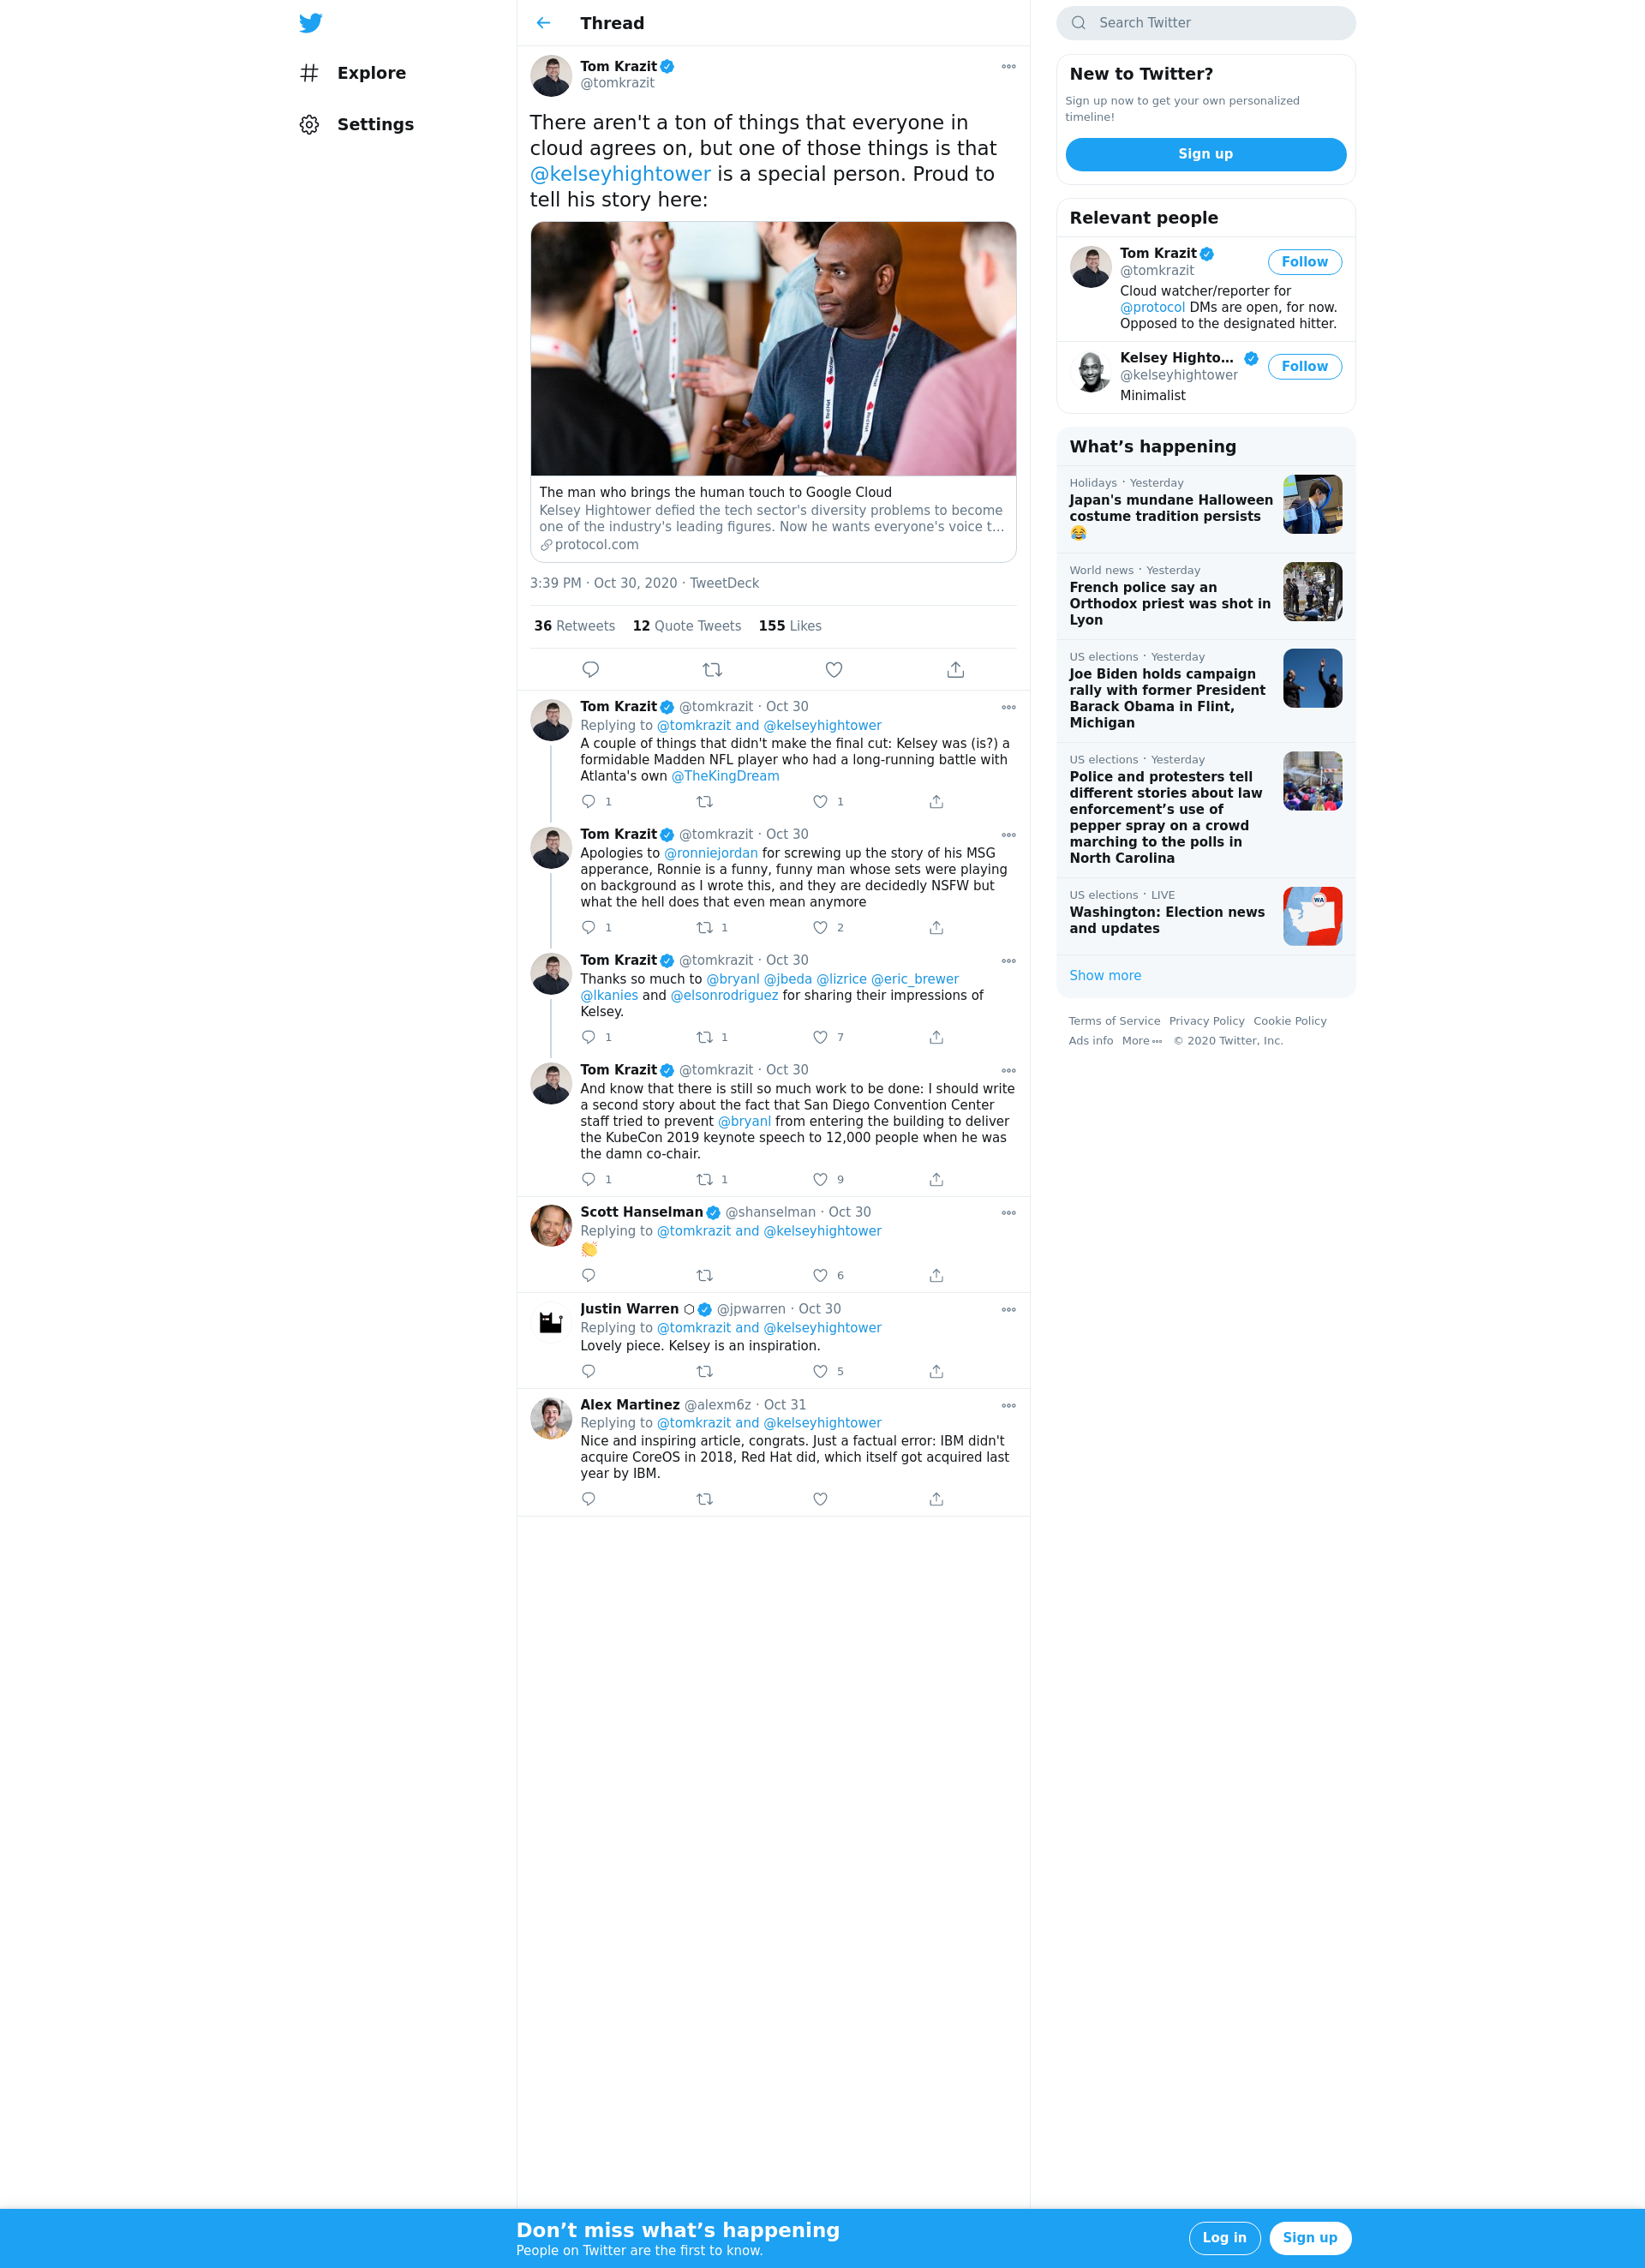 Explore
Settings
Thread
Tom Krazit
@tomkrazit
There aren't a ton of things that everyone in
cloud agrees on, but one of those things is that
@kelseyhightower is a special person. Proud to
tell his story here:
The man who brings the human touch to Google Cloud
Kelsey Hightower defied the tech sector's diversity problems to become
one of the industry's leading figures. Now he wants everyone's voice t…
protocol.com
3:39 PM · Oct 30, 2020 · TweetDeck
36 Retweets 12 Quote Tweets 155 Likes
Tom Krazit @tomkrazit · Oct 30
Replying to @tomkrazit and @kelseyhightower
A couple of things that didn't make the final cut: Kelsey was (is?) a
formidable Madden NFL player who had a long-running battle with
Atlanta's own @TheKingDream
1 1
Tom Krazit @tomkrazit · Oct 30
Apologies to @ronniejordan for screwing up the story of his MSG
apperance, Ronnie is a funny, funny man whose sets were playing
on background as I wrote this, and they are decidedly NSFW but
what the hell does that even mean anymore
1 1 2
Tom Krazit @tomkrazit · Oct 30
Thanks so much to @bryanl @jbeda @lizrice @eric_brewer
@lkanies and @elsonrodriguez for sharing their impressions of
Kelsey.
1 1 7
Tom Krazit @tomkrazit · Oct 30
And know that there is still so much work to be done: I should write
a second story about the fact that San Diego Convention Center
staff tried to prevent @bryanl from entering the building to deliver
the KubeCon 2019 keynote speech to 12,000 people when he was
the damn co-chair.
1 1 9
Scott Hanselman @shanselman · Oct 30
Replying to @tomkrazit and @kelseyhightower
👏
6
Justin Warren ⬡ @jpwarren · Oct 30
Replying to @tomkrazit and @kelseyhightower
Lovely piece. Kelsey is an inspiration.
5
Alex Martinez @alexm6z · Oct 31
Replying to @tomkrazit and @kelseyhightower
Nice and inspiring article, congrats. Just a factual error: IBM didn't
acquire CoreOS in 2018, Red Hat did, which itself got acquired last
year by IBM.
Search Twitter
New to Twitter?
Sign up now to get your own personalized
timeline!
Sign up
Relevant people
Tom Krazit
@tomkrazit
Follow
Cloud watcher/reporter for
@protocol DMs are open, for now.
Opposed to the designated hitter.
Kelsey Highto…
@kelseyhightower
Follow
Minimalist
What's happening
Holidays · Yesterday
Japan's mundane Halloween
costume tradition persists
😂
World news · Yesterday
French police say an
Orthodox priest was shot in
Lyon
US elections · Yesterday
Joe Biden holds campaign
rally with former President
Barack Obama in Flint,
Michigan
US elections · Yesterday
Police and protesters tell
different stories about law
enforcement's use of
pepper spray on a crowd
marching to the polls in
North Carolina
US elections · LIVE
Washington: Election news
and updates
WA
Show more
Terms of Service Privacy Policy Cookie Policy
Ads info More © 2020 Twitter, Inc.
Don't miss what's happening
People on Twitter are the first to know.
Log in
Sign up